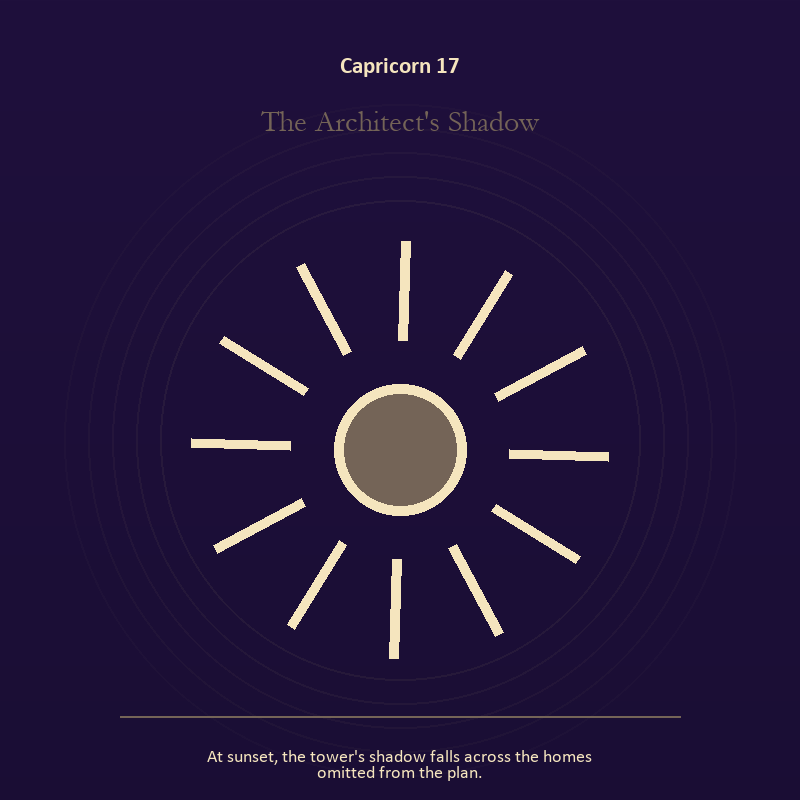 Capricorn 17
The Architect's Shadow
At sunset, the tower's shadow falls across the homes
omitted from the plan.